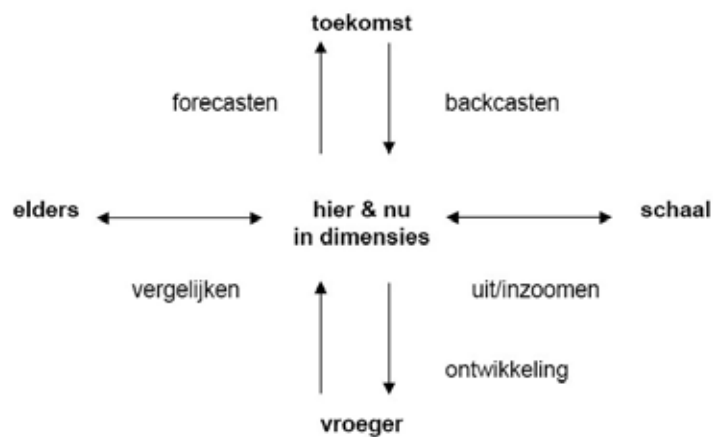 toekomst
forecasten
backcasten
elders
hier & nu
in dimensies
schaal
vergelijken
uit/inzoomen
ontwikkeling
vroeger